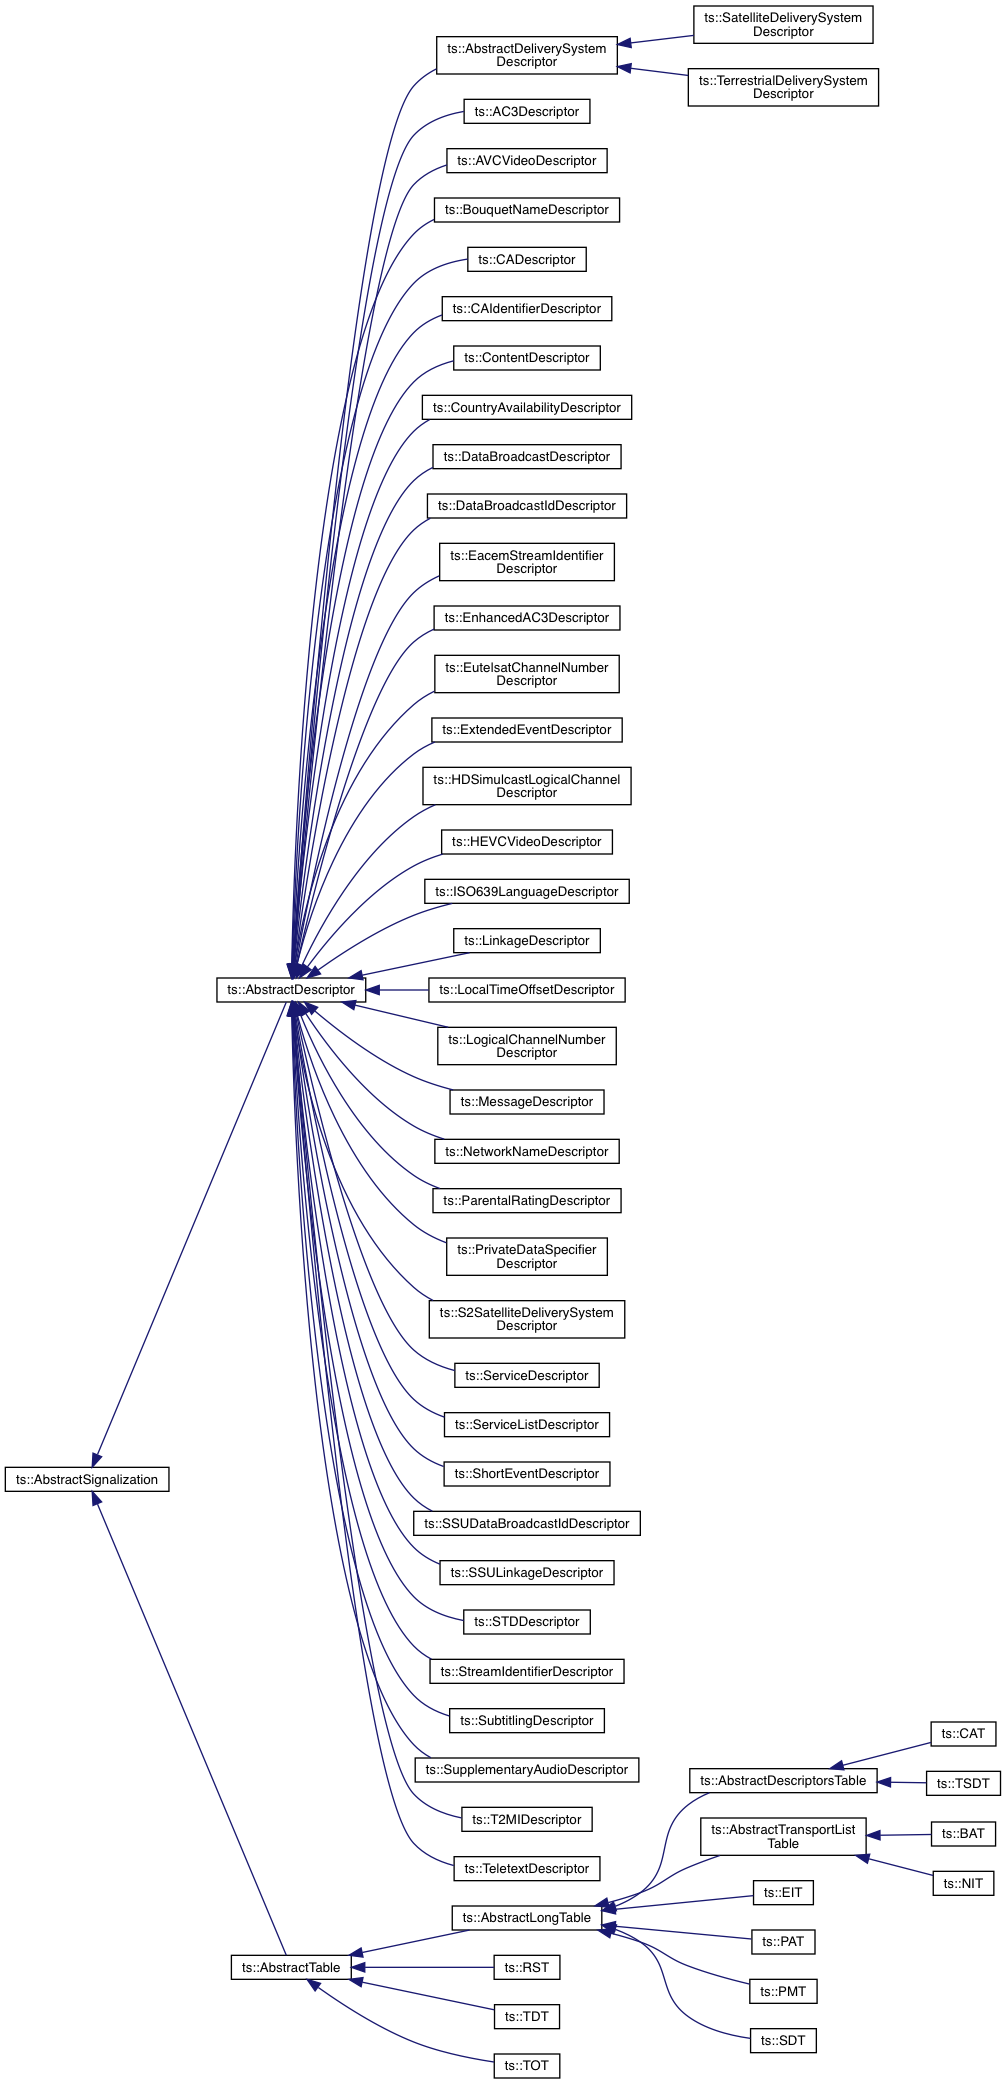 ts::SatelliteDeliverySystem
Descriptor
ts::AbstractDeliverySystem
Descriptor
ts::TerrestrialDeliverySystem
Descriptor
ts::AC3Descriptor
ts::AVCVideoDescriptor
ts::BouquetNameDescriptor
ts::CADescriptor
ts::CAIdentifierDescriptor
ts::ContentDescriptor
ts::CountryAvailabilityDescriptor
ts::DataBroadcastDescriptor
ts::DataBroadcastIdDescriptor
ts::EacemStreamIdentifier
Descriptor
ts::EnhancedAC3Descriptor
ts::EutelsatChannelNumber
Descriptor
ts::ExtendedEventDescriptor
ts::HDSimulcastLogicalChannel
Descriptor
ts::HEVCVideoDescriptor
ts::ISO639LanguageDescriptor
ts::LinkageDescriptor
ts::AbstractDescriptor
ts::LocalTimeOffsetDescriptor
ts::LogicalChannelNumber
Descriptor
ts::MessageDescriptor
ts::NetworkNameDescriptor
ts::ParentalRatingDescriptor
ts::PrivateDataSpecifier
Descriptor
ts::S2SatelliteDeliverySystem
Descriptor
ts::ServiceDescriptor
ts::ServiceListDescriptor
ts::ShortEventDescriptor
ts::AbstractSignalization
ts::SSUDataBroadcastIdDescriptor
ts::SSULinkageDescriptor
ts::STDDescriptor
ts::StreamIdentifierDescriptor
ts::SubtitlingDescriptor
ts::SupplementaryAudioDescriptor
ts::T2MIDescriptor
ts::TeletextDescriptor
ts::CAT
ts::AbstractDescriptorsTable
ts::TSDT
ts::AbstractTransportList
Table
ts::BAT
ts::NIT
ts::EIT
ts::AbstractLongTable
ts::PAT
ts::AbstractTable
ts::RST
ts::PMT
ts::TDT
ts::SDT
ts::TOT